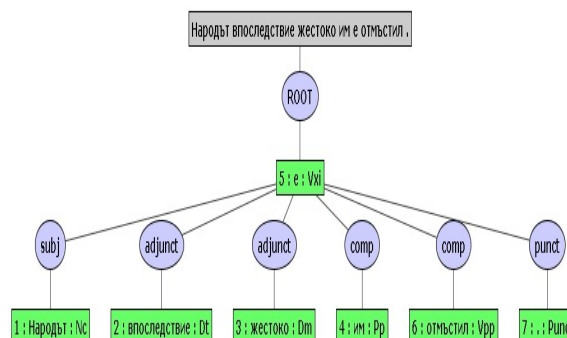 Народът впоследствие жестоко им е отмъстил .
ROOT
5 : е : Vxi
subj adjunct adjunct comp comp punct
1 : Народът : Nc 2 : впоследствие : Dt 3 : жестоко : Dm 4 : им : Pp 6 : отмъстил : Vpp 7 : . : Punc